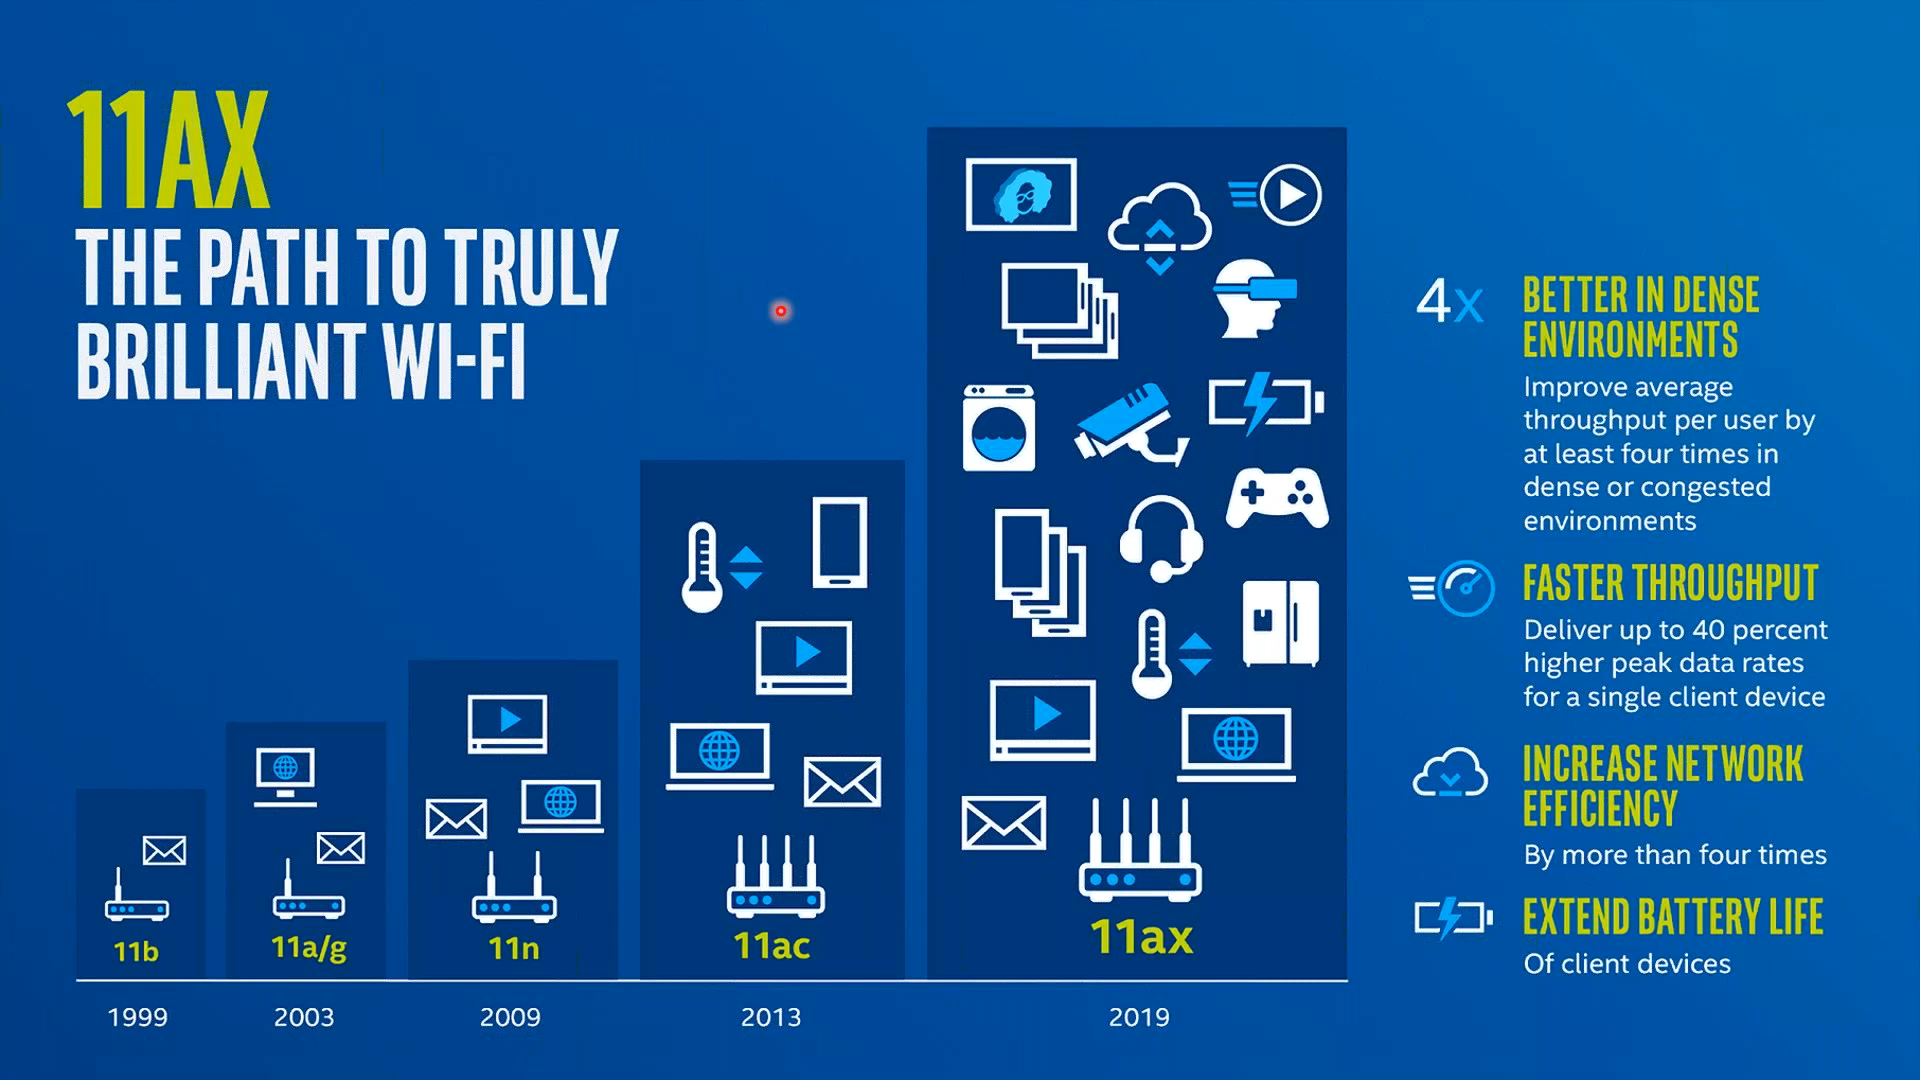 11AX
THE PATH TO TRULY
BRILLIANT WI-FI
11b
11a/g
11n
11ac
11ax
1999
2003
2009
2013
2019
4x
BETTER IN DENSE
ENVIRONMENTS
Improve average
throughput per user by
at least four times in
dense or congested
environments
FASTER THROUGHPUT
Deliver up to 40 percent
higher peak data rates
for a single client device
INCREASE NETWORK
EFFICIENCY
By more than four times
EXTEND BATTERY LIFE
Of client devices